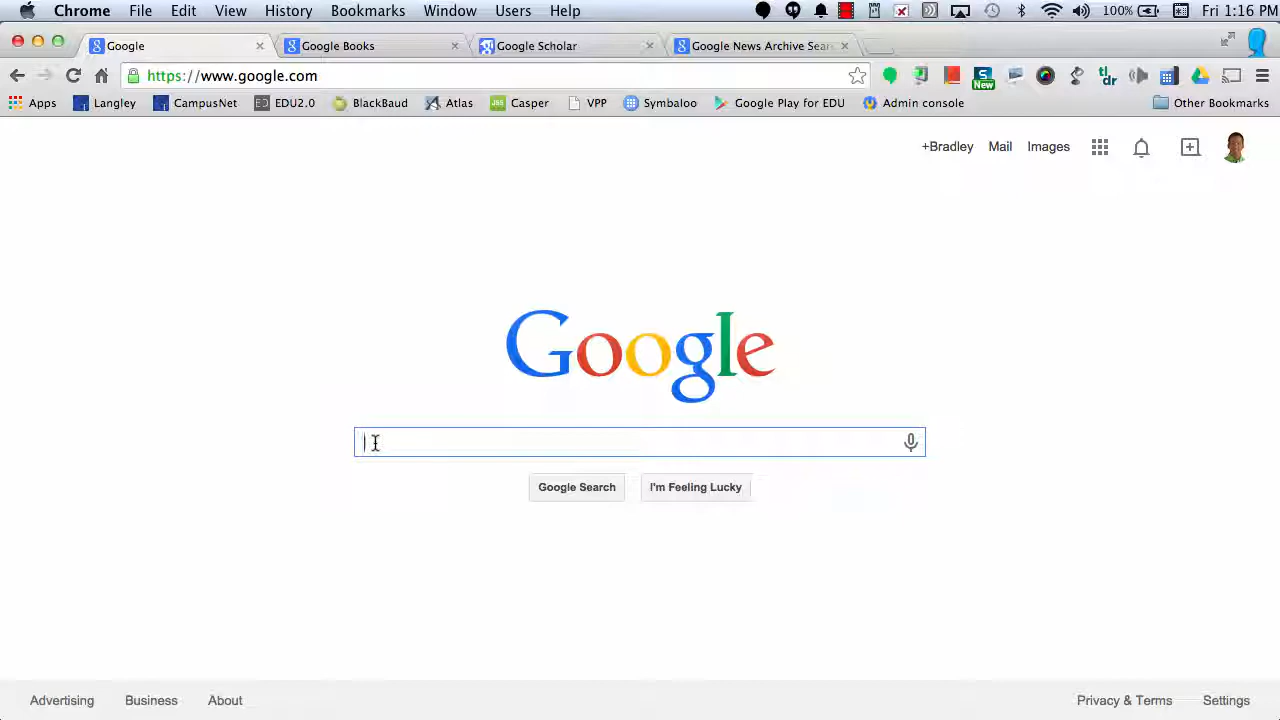 Chrome File Edit View History Bookmarks Window Users Help 100% Fri 1:16 PM
Google Google Books Google Scholar Google News Archive Sear
https://www.google.com New tl;dr
Apps Langley CampusNet EDU2.0 BlackBaud Atlas JSS Casper VPP Symbaloo Google Play for EDU Admin console Other Bookmarks
+Bradley Mail Images
Google
Google Search I'm Feeling Lucky
Advertising Business About Privacy & Terms Settings